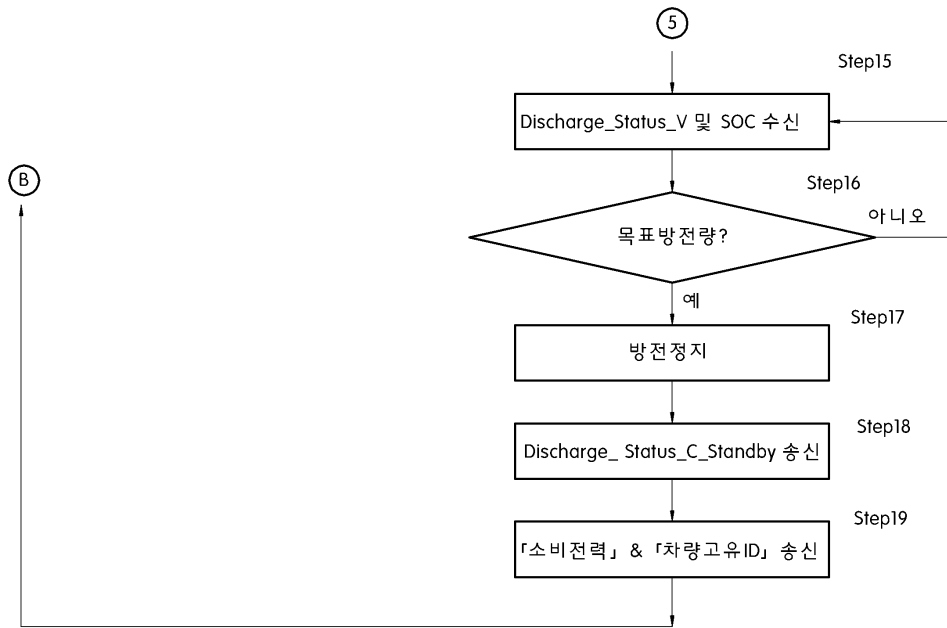 5
Step15
Discharge_Status_V 및 SOC 수신
B
Step16
아니오
목표방전량?
예
Step17
방전정지
Step18
Discharge_ Status_C_Standby 송신
Step19
「소비전력」 & 「차량고유ID」 송신